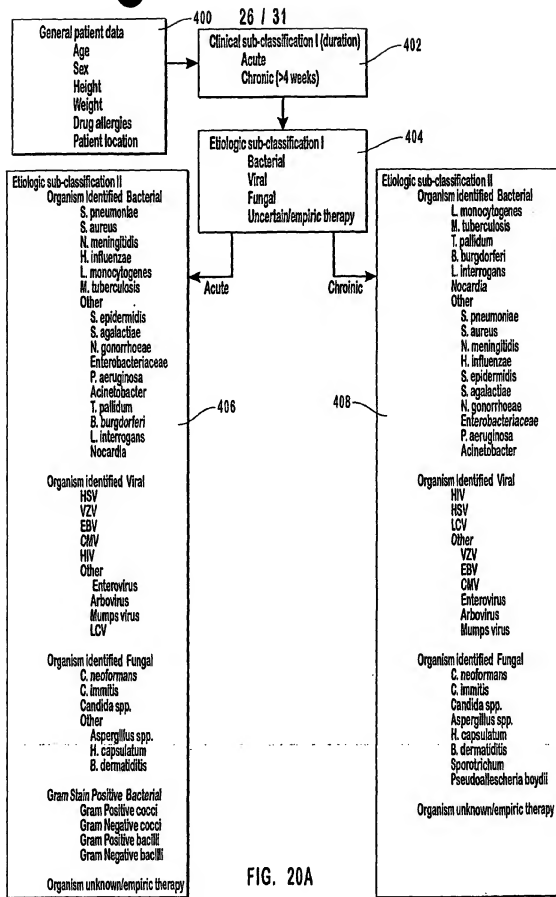 26 / 31
400
General patient data
Age
Sex
Height
Weight
Drug allergies
Patient location
Clinical sub-classification I (duration)
Acute
Chronic (>4 weeks)
402
Etiologic sub-classification I
Bacterial
Viral
Fungal
Uncertain/empiric therapy
404
Acute
Chroinic
Etiologic sub-classification II
Organism Identified Bacterial
S. pneumoniae
S. aureus
N. meningitidis
H. influenzae
L. monocytogenes
M. tuberculosis
Other
S. epidermidis
S. agalactiae
N. gonorrhoeae
Enterobacteriaceae
P. aeruginosa
Acinetobacter
T. pallidum
B. burgdorferi
L. interrogans
Nocardia
Organism Identified Viral
HSV
VZV
EBV
CMV
HIV
Other
Enterovirus
Arbovirus
Mumps virus
LCV
Organism identified Fungal
C. neoformans
C. immitis
Candida spp.
Other
Aspergillus spp.
H. capsulatum
B. dermatiditis
Gram Stain Positive Bacterial
Gram Positive cocci
Gram Negative cocci
Gram Positive bacilli
Gram Negative bacilli
Organism unknown/empiric therapy
406
Etiologic sub-classification II
Organism Identified Bacterial
L. monocytogenes
M. tuberculosis
T. pallidum
B. burgdorferi
L. interrogans
Nocardia
Other
S. pneumoniae
S. aureus
N. meningitidis
H. influenzae
S. epidermidis
S. agalactiae
N. gonorrhoeae
Enterobacteriaceae
P. aeruginosa
Acinetobacter
Organism identified Viral
HIV
HSV
LCV
Other
VZV
EBV
CMV
Enterovirus
Arbovirus
Mumps virus
Organism identified Fungal
C. neoformans
C. immitis
Candida spp.
Aspergillus spp.
H. capsulatum
B. dermatiditis
Sporotrichum
Pseudoallescheria boydii
Organism unknown/empiric therapy
408
FIG. 20A